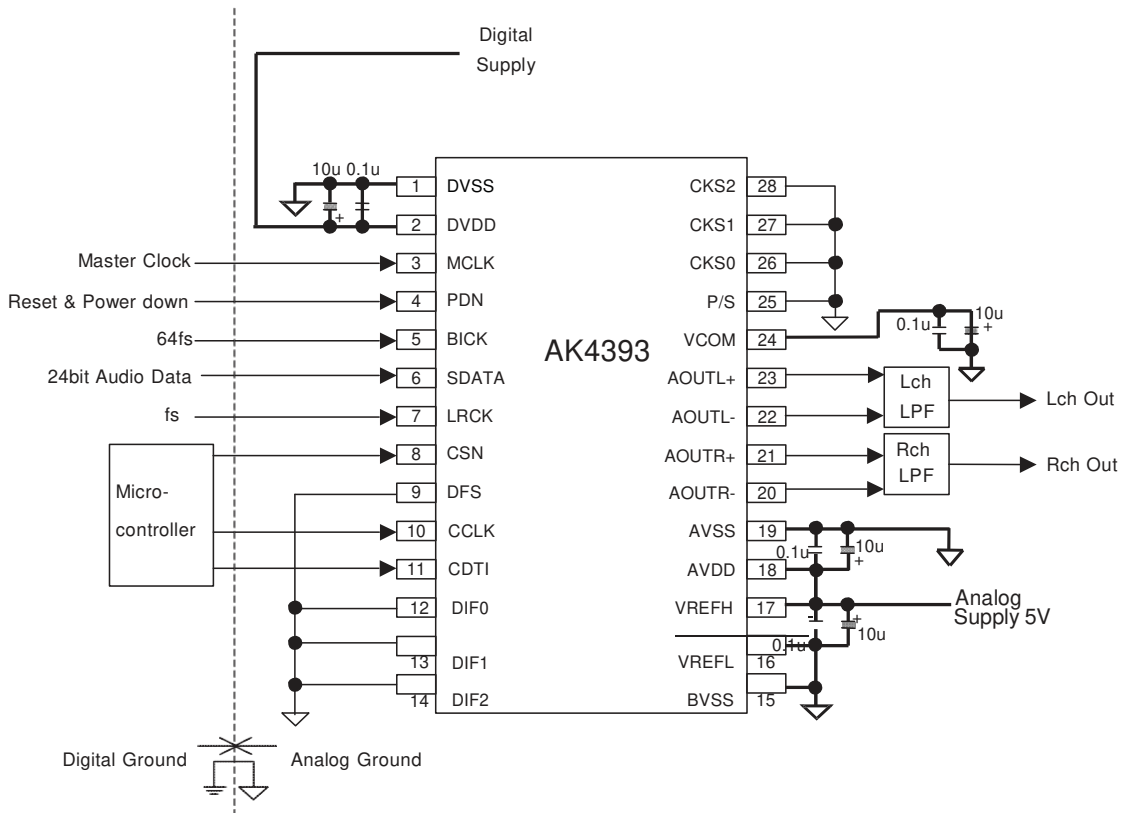 Digital
Supply
10u 0.1u
+
1 DVSS
2 DVDD
Master Clock 3 MCLK
Reset & Power down 4 PDN
64fs 5 BICK
24bit Audio Data 6 SDATA
fs 7 LRCK
8 CSN
9 DFS
Micro-
controller
10 CCLK
11 CDTI
12 DIF0
13 DIF1
14 DIF2
AK4393
CKS2 28
CKS1 27
CKS0 26
P/S 25
VCOM 24
0.1u 10u
+
AOUTL+ 23
AOUTL- 22
Lch
LPF
Lch Out
AOUTR+ 21
AOUTR- 20
Rch
LPF
Rch Out
AVSS 19
0.1u 10u
+
AVDD 18
VREFH 17
Analog
Supply 5V
+
0.1u 10u
VREFL 16
BVSS 15
Digital Ground Analog Ground